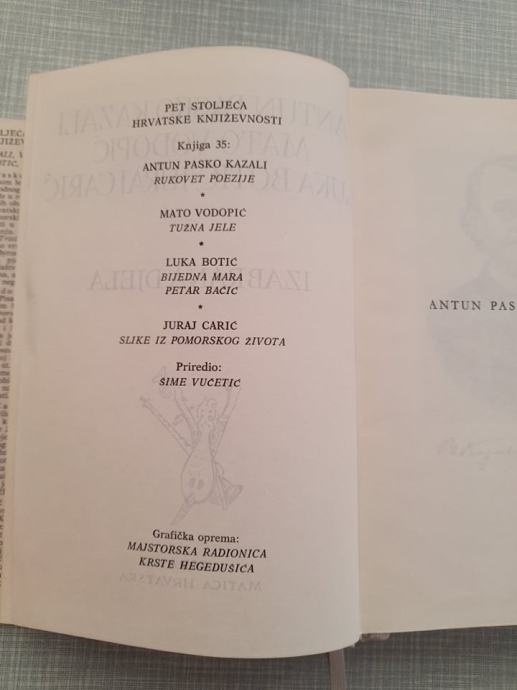 PET STOLJEĆA
HRVATSKE KNJIŽEVNOSTI
Knjiga 35:
ANTUN PASKO KAZALI
RUKOVET POEZIJE
*
MATO VODOPIĆ
TUŽNA JELE
*
LUKA BOTIĆ
BIJEDNA MARA
PETAR BAČIĆ
*
JURAJ CARIĆ
SLIKE IZ POMORSKOG ŽIVOTA
Priredio:
ŠIME VUČETIĆ
Grafička oprema:
MAJSTORSKA RADIONICA
KRSTE HEGEDUŠIĆA
MATICA HRVATSKA
ANTUN PAS